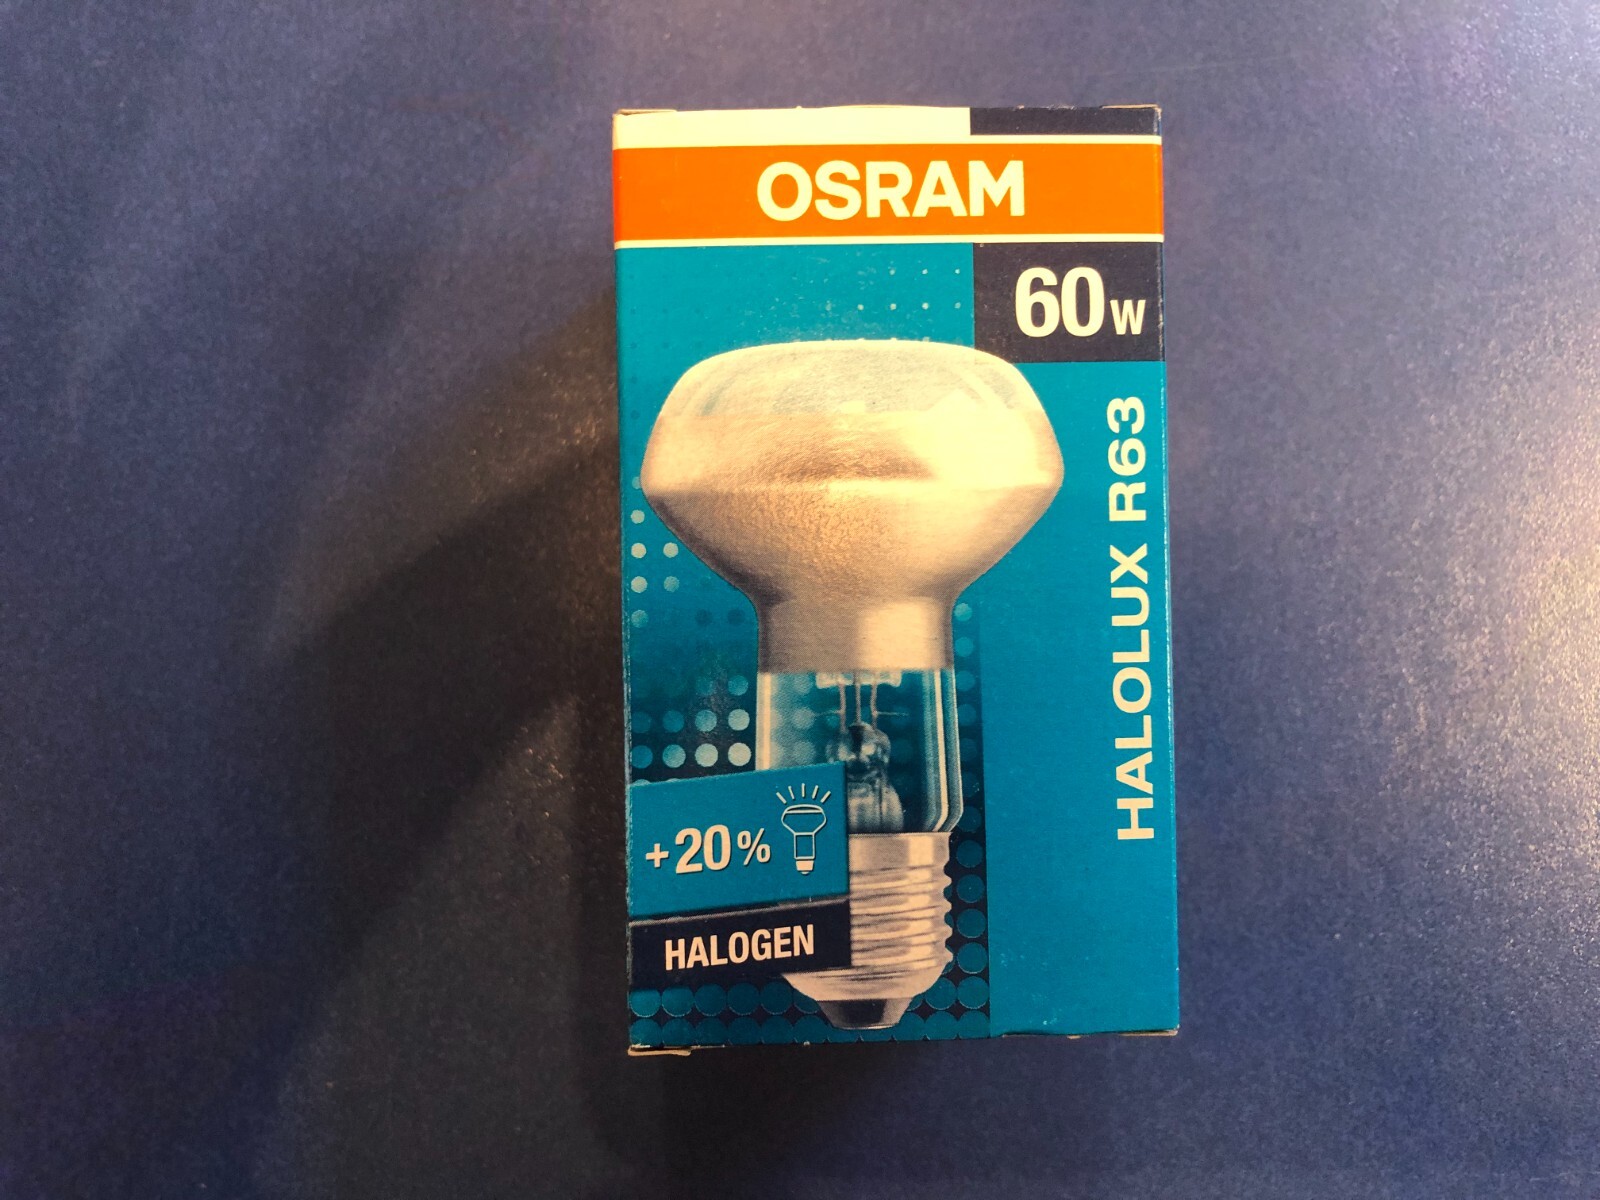 OSRAM
60W
HALOLUX R63
+20%
HALOGEN